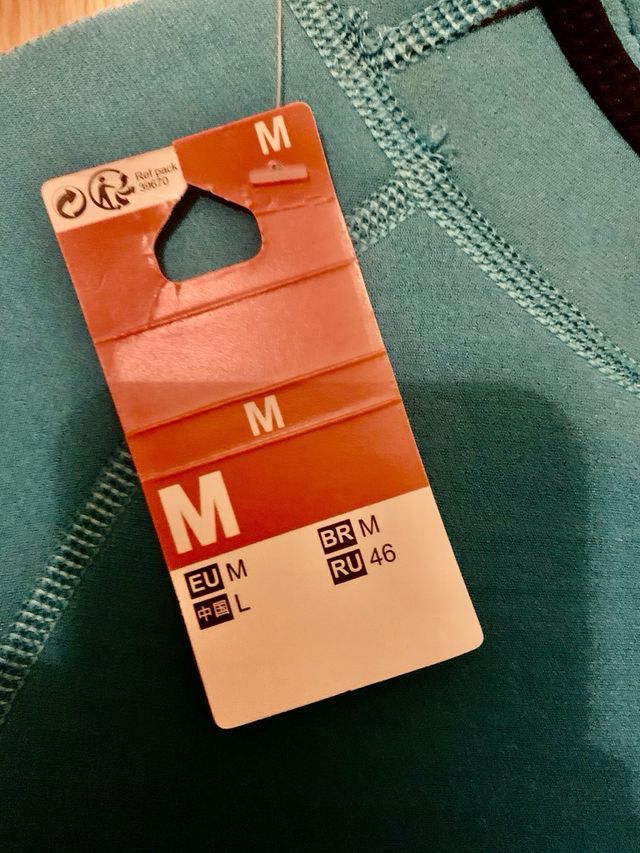 M
Ref pack
39670
M
M
EU M
BR M
中国 L
RU 46